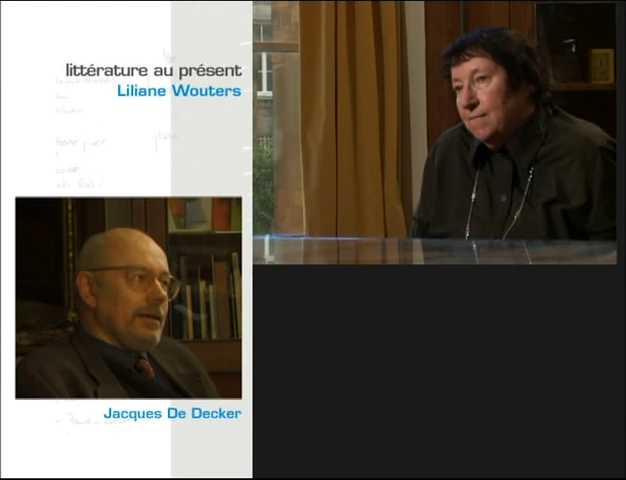 littérature au présent
Liliane Wouters
Jacques De Decker